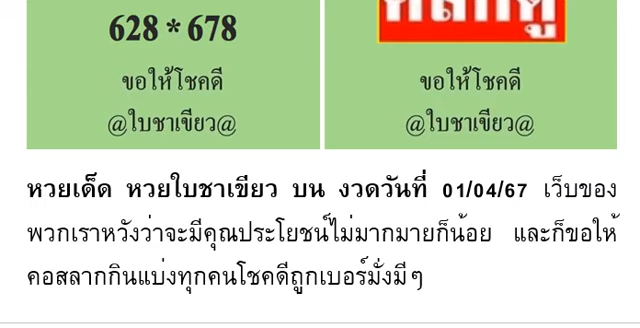 628 * 678
ขอให้โชคดี ขอให้โชคดี
@ใบชาเขียว@ @ใบชาเขียว@
หวยเด็ด หวยใบชาเขียว บน งวดวันที่ 01/04/67 เว็บของ
พวกเราหวังว่าจะมีคุณประโยชน์ไม่มากมายก็น้อย และก็ขอให้
คอสลากกินแบ่งทุกคนโชคดีถูกเบอร์มั่งมีๆ